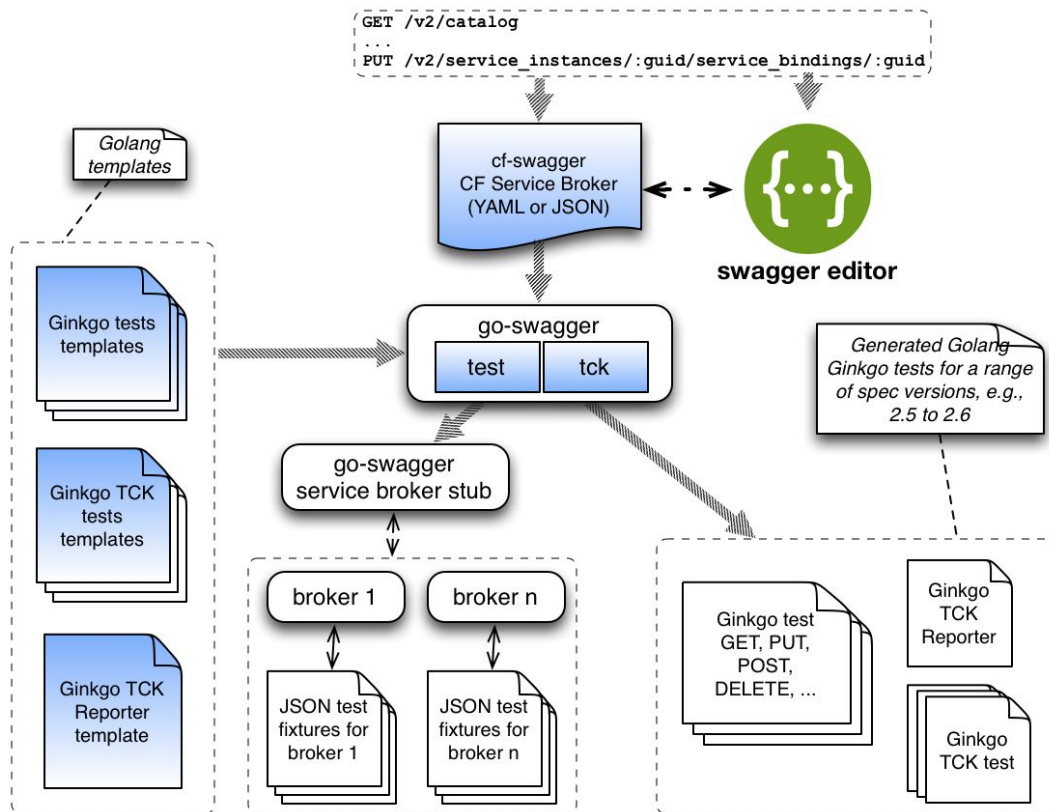 GET /v2/catalog
...
PUT /v2/service_instances/:guid/service_bindings/:guid
Golang
templates
cf-swagger
CF Service Broker
(YAML or JSON)
{...}
swagger editor
Ginkgo tests
templates
go-swagger
test
tck
Generated Golang
Ginkgo tests for a range
of spec versions, e.g.,
2.5 to 2.6
Ginkgo TCK
tests
templates
go-swagger
service broker stub
broker 1
broker n
Ginkgo test
GET, PUT,
POST,
DELETE, ...
Ginkgo
TCK
Reporter
Ginkgo TCK
Reporter
template
JSON test
fixtures for
broker 1
JSON test
fixtures for
broker n
Ginkgo
TCK test